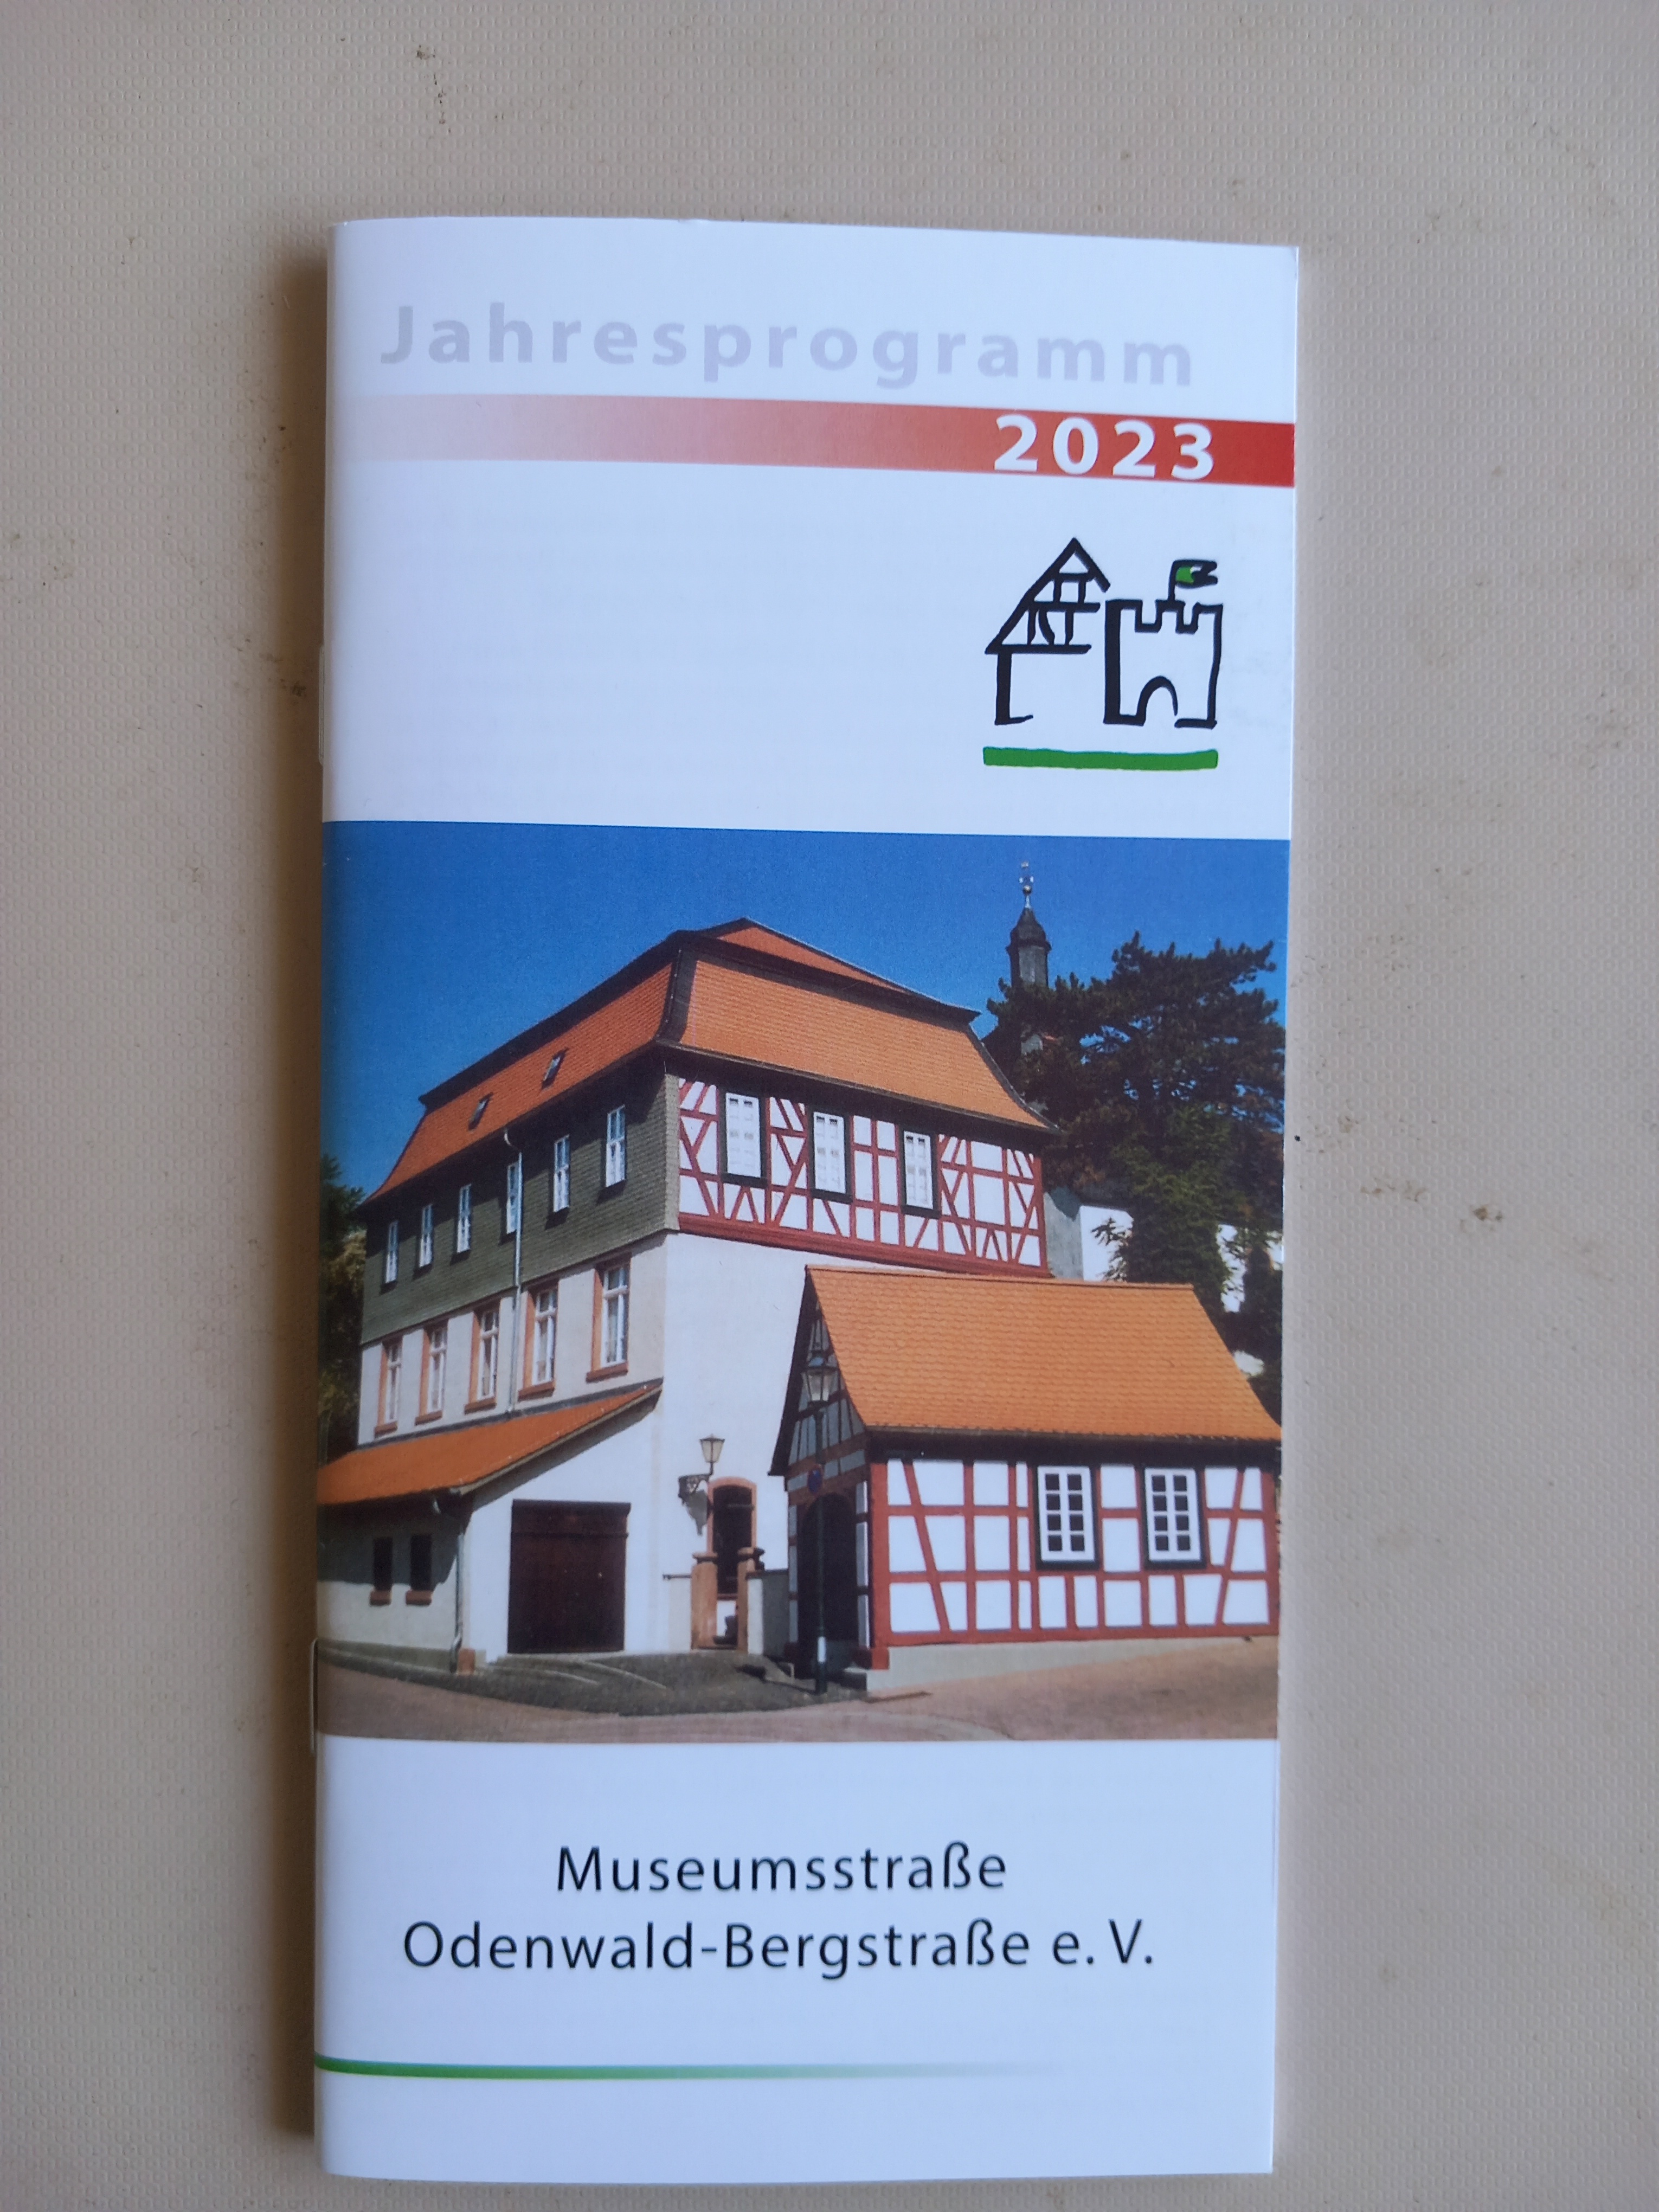 Jahresprogramm
2023
Museumsstraße
Odenwald-Bergstraße e. V.